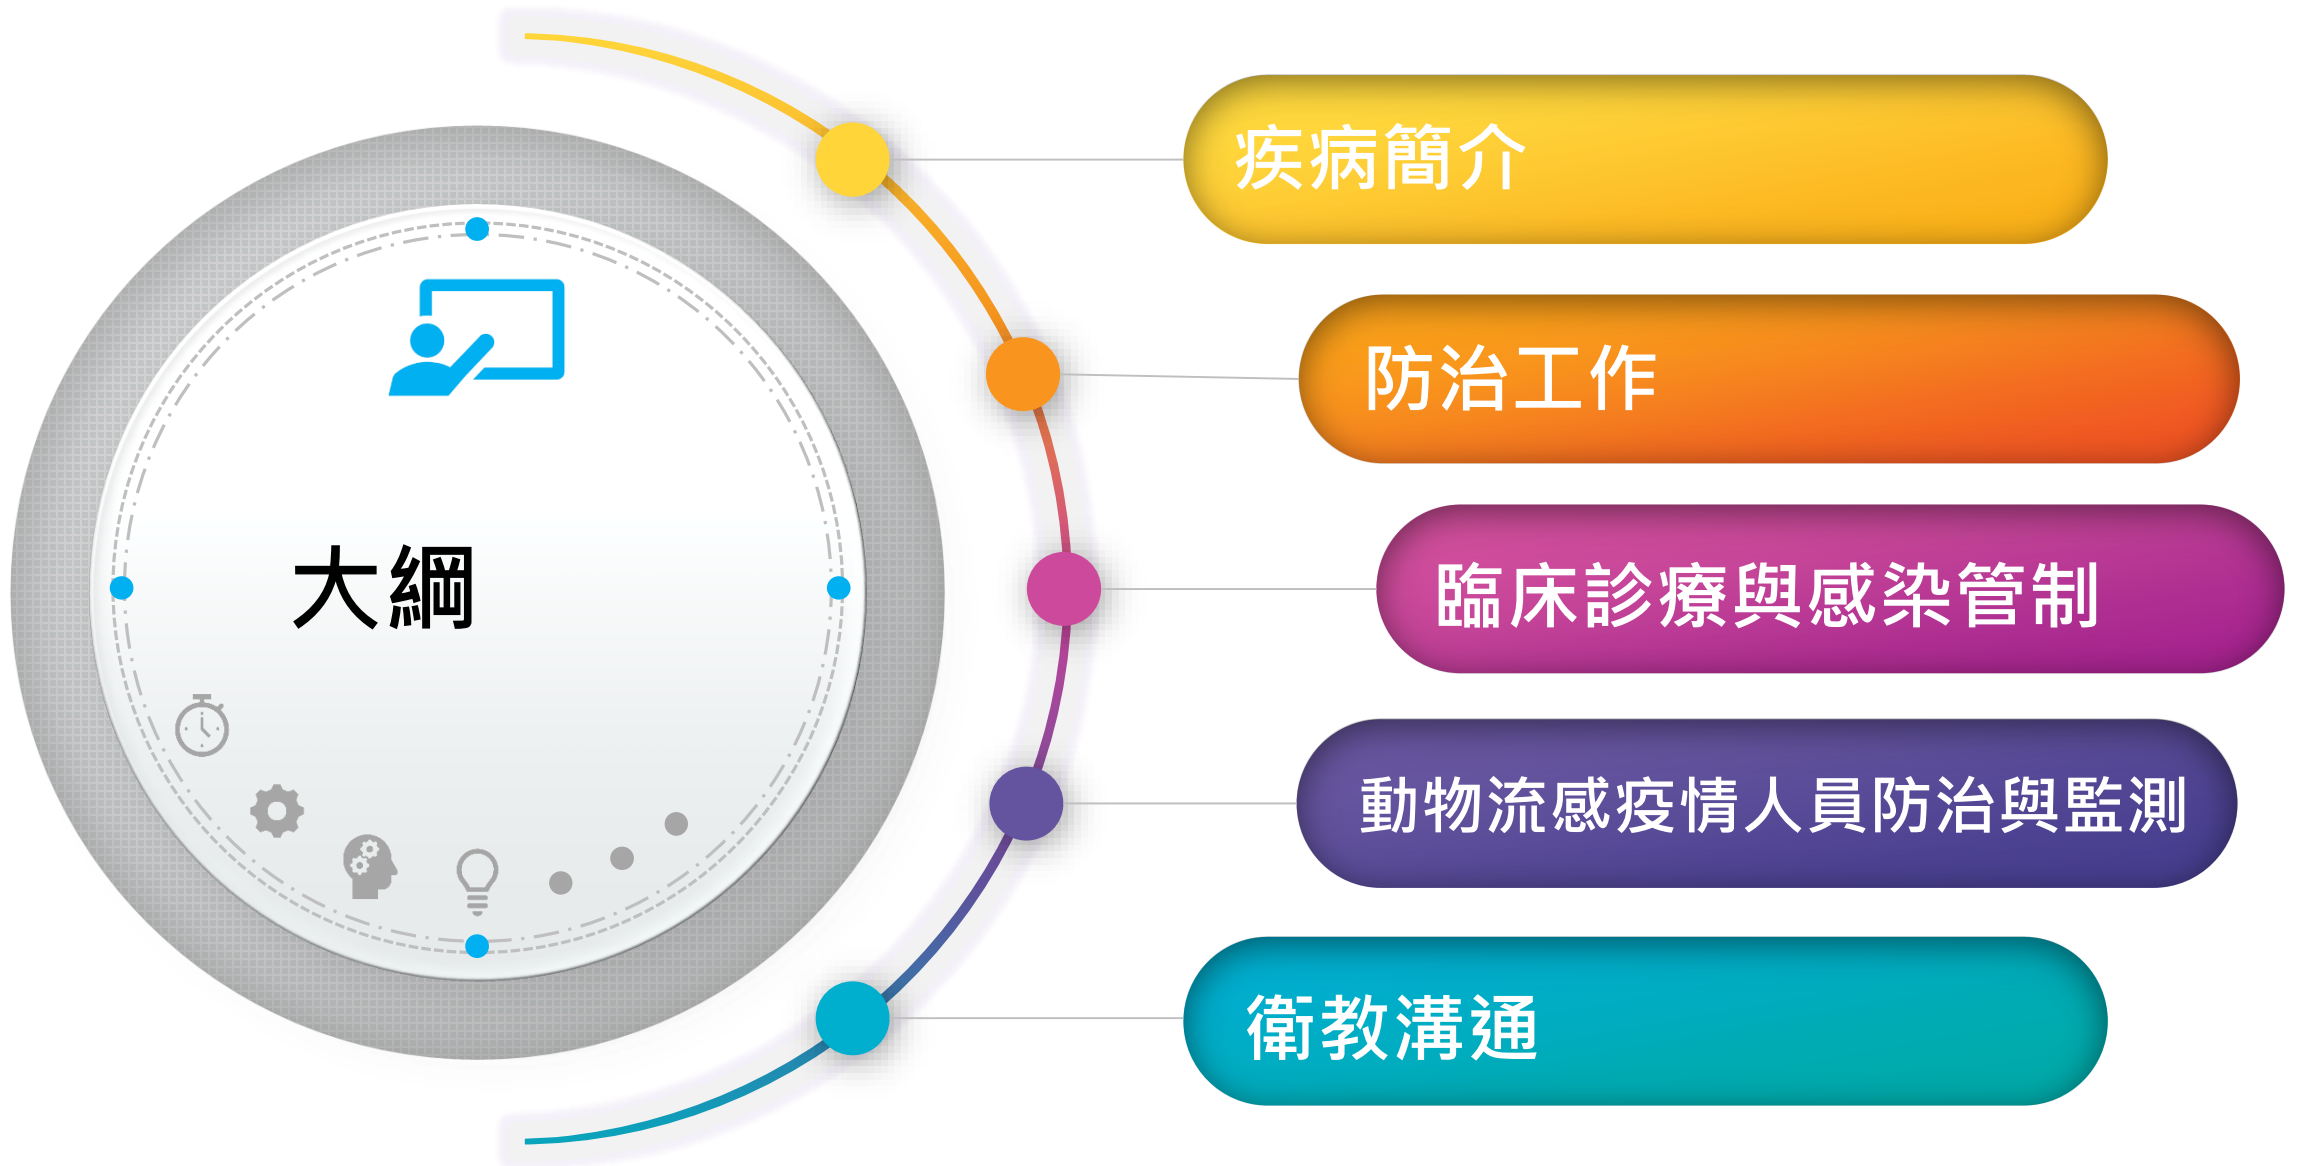 大綱
疾病簡介
防治工作
臨床診療與感染管制
動物流感疫情人員防治與監測
衛教溝通